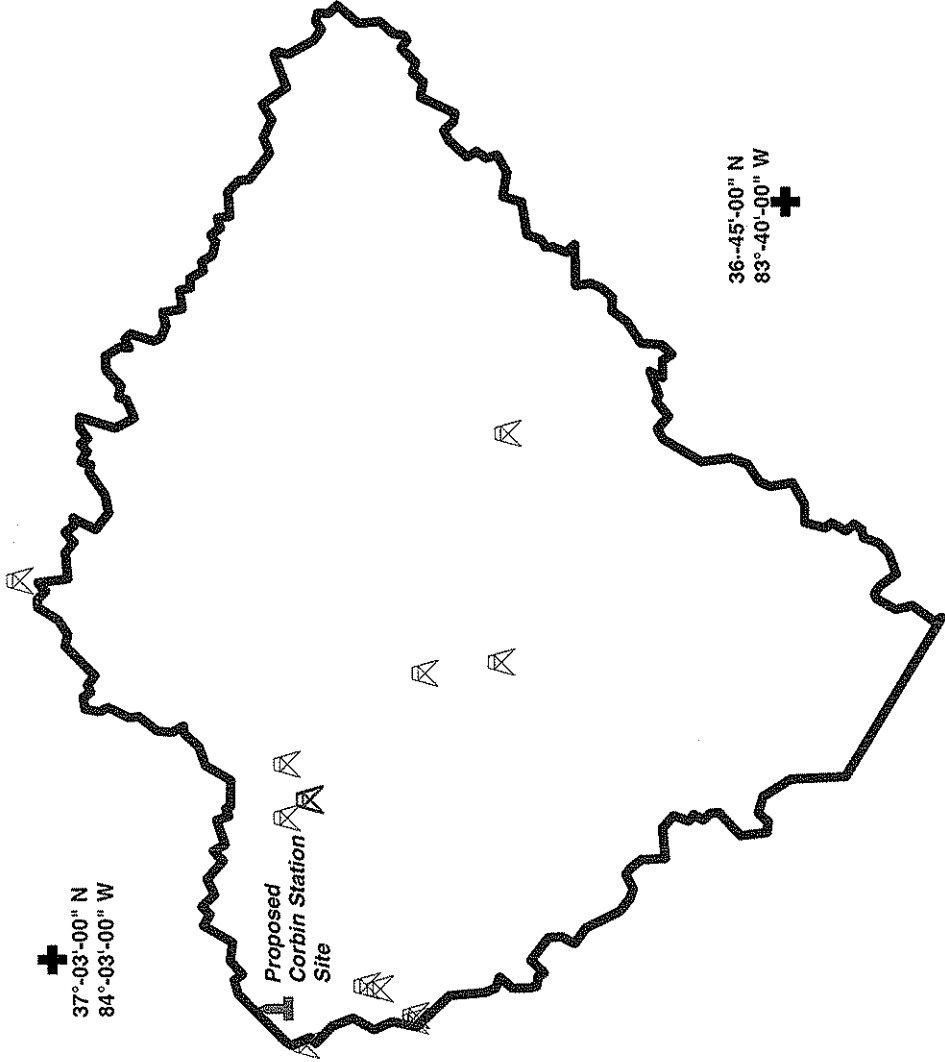 37°-03'-00" N
84°-03'-00" W
Proposed
Corbin Station
Site
36--45'-00" N
83°-40'-00" W